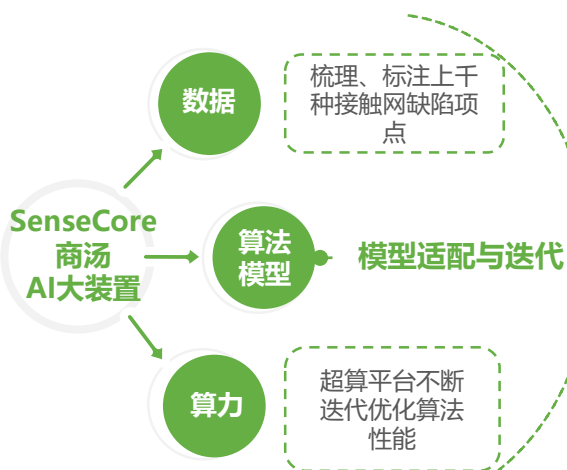 数据
梳理、标注上千
种接触网缺陷项
点
SenseCore
商汤
AI大装置
算法
模型
模型适配与迭代
算力
超算平台不断
迭代优化算法
性能